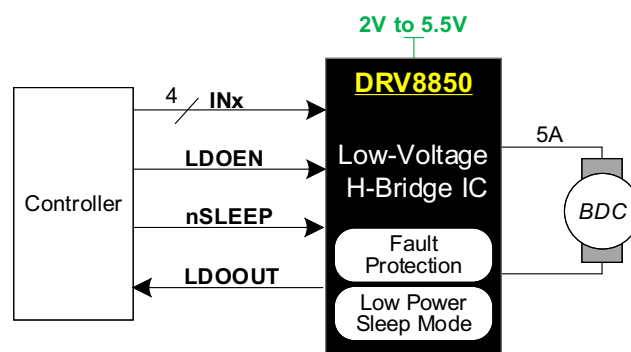 2V to 5.5V
DRV8850
4 INx
LDOEN
Low-Voltage
H-Bridge IC
5A
Controller
nSLEEP
BDC
Fault
Protection
LDOOUT
Low Power
Sleep Mode